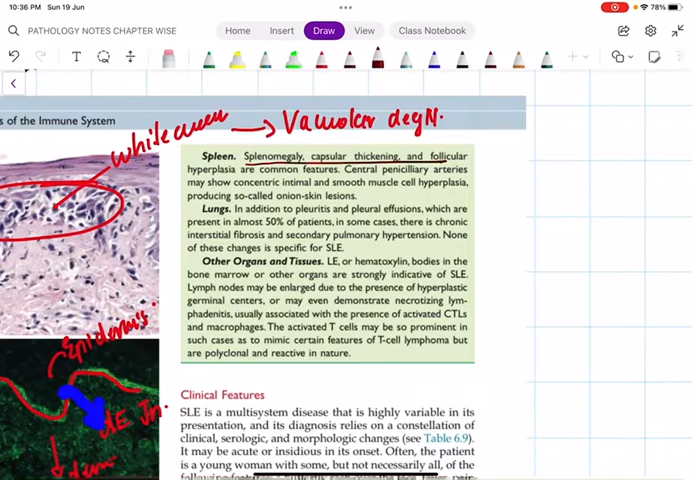 10:36 PM Sun 19 Jun
78%
PATHOLOGY NOTES CHAPTER WISE
Home Insert Draw View Class Notebook
s of the Immune System
white areas → Vacuolar degN.
Spleen. Splenomegaly, capsular thickening, and follicular
hyperplasia are common features. Central penicilliary arteries
may show concentric intimal and smooth muscle cell hyperplasia,
producing so-called onion-skin lesions.
Lungs. In addition to pleuritis and pleural effusions, which are
present in almost 50% of patients, in some cases, there is chronic
interstitial fibrosis and secondary pulmonary hypertension. None
of these changes is specific for SLE.
Other Organs and Tissues. LE, or hematoxylin, bodies in the
bone marrow or other organs are strongly indicative of SLE.
Lymph nodes may be enlarged due to the presence of hyperplastic
germinal centers, or may even demonstrate necrotizing lym-
phadenitis, usually associated with the presence of activated CTLs
and macrophages. The activated T cells may be so prominent in
such cases as to mimic certain features of T-cell lymphoma but
are polyclonal and reactive in nature.
Epidermis.
dE Jn.
↓ derm
Clinical Features
SLE is a multisystem disease that is highly variable in its
presentation, and its diagnosis relies on a constellation of
clinical, serologic, and morphologic changes (see Table 6.9).
It may be acute or insidious in its onset. Often, the patient
is a young woman with some, but not necessarily all, of the